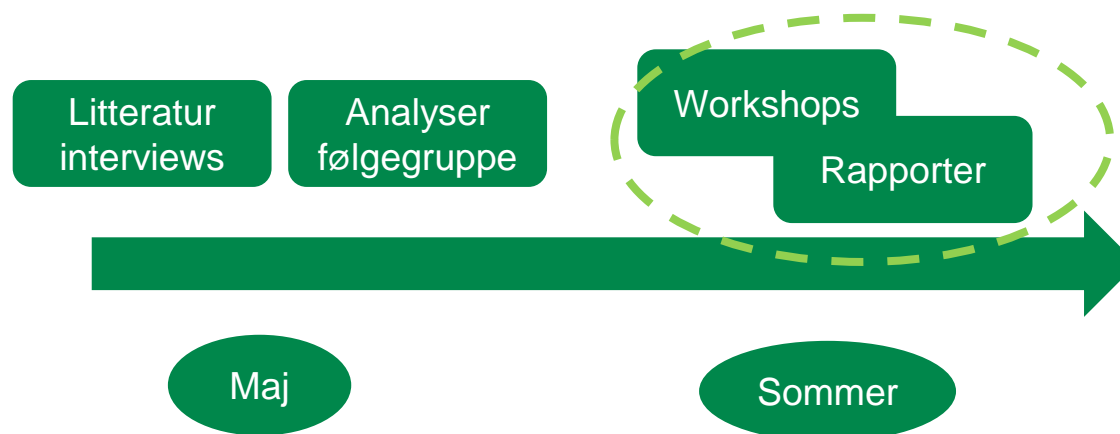 Litteratur
interviews
Analyser
følgegruppe
Workshops
Rapporter
Maj
Sommer